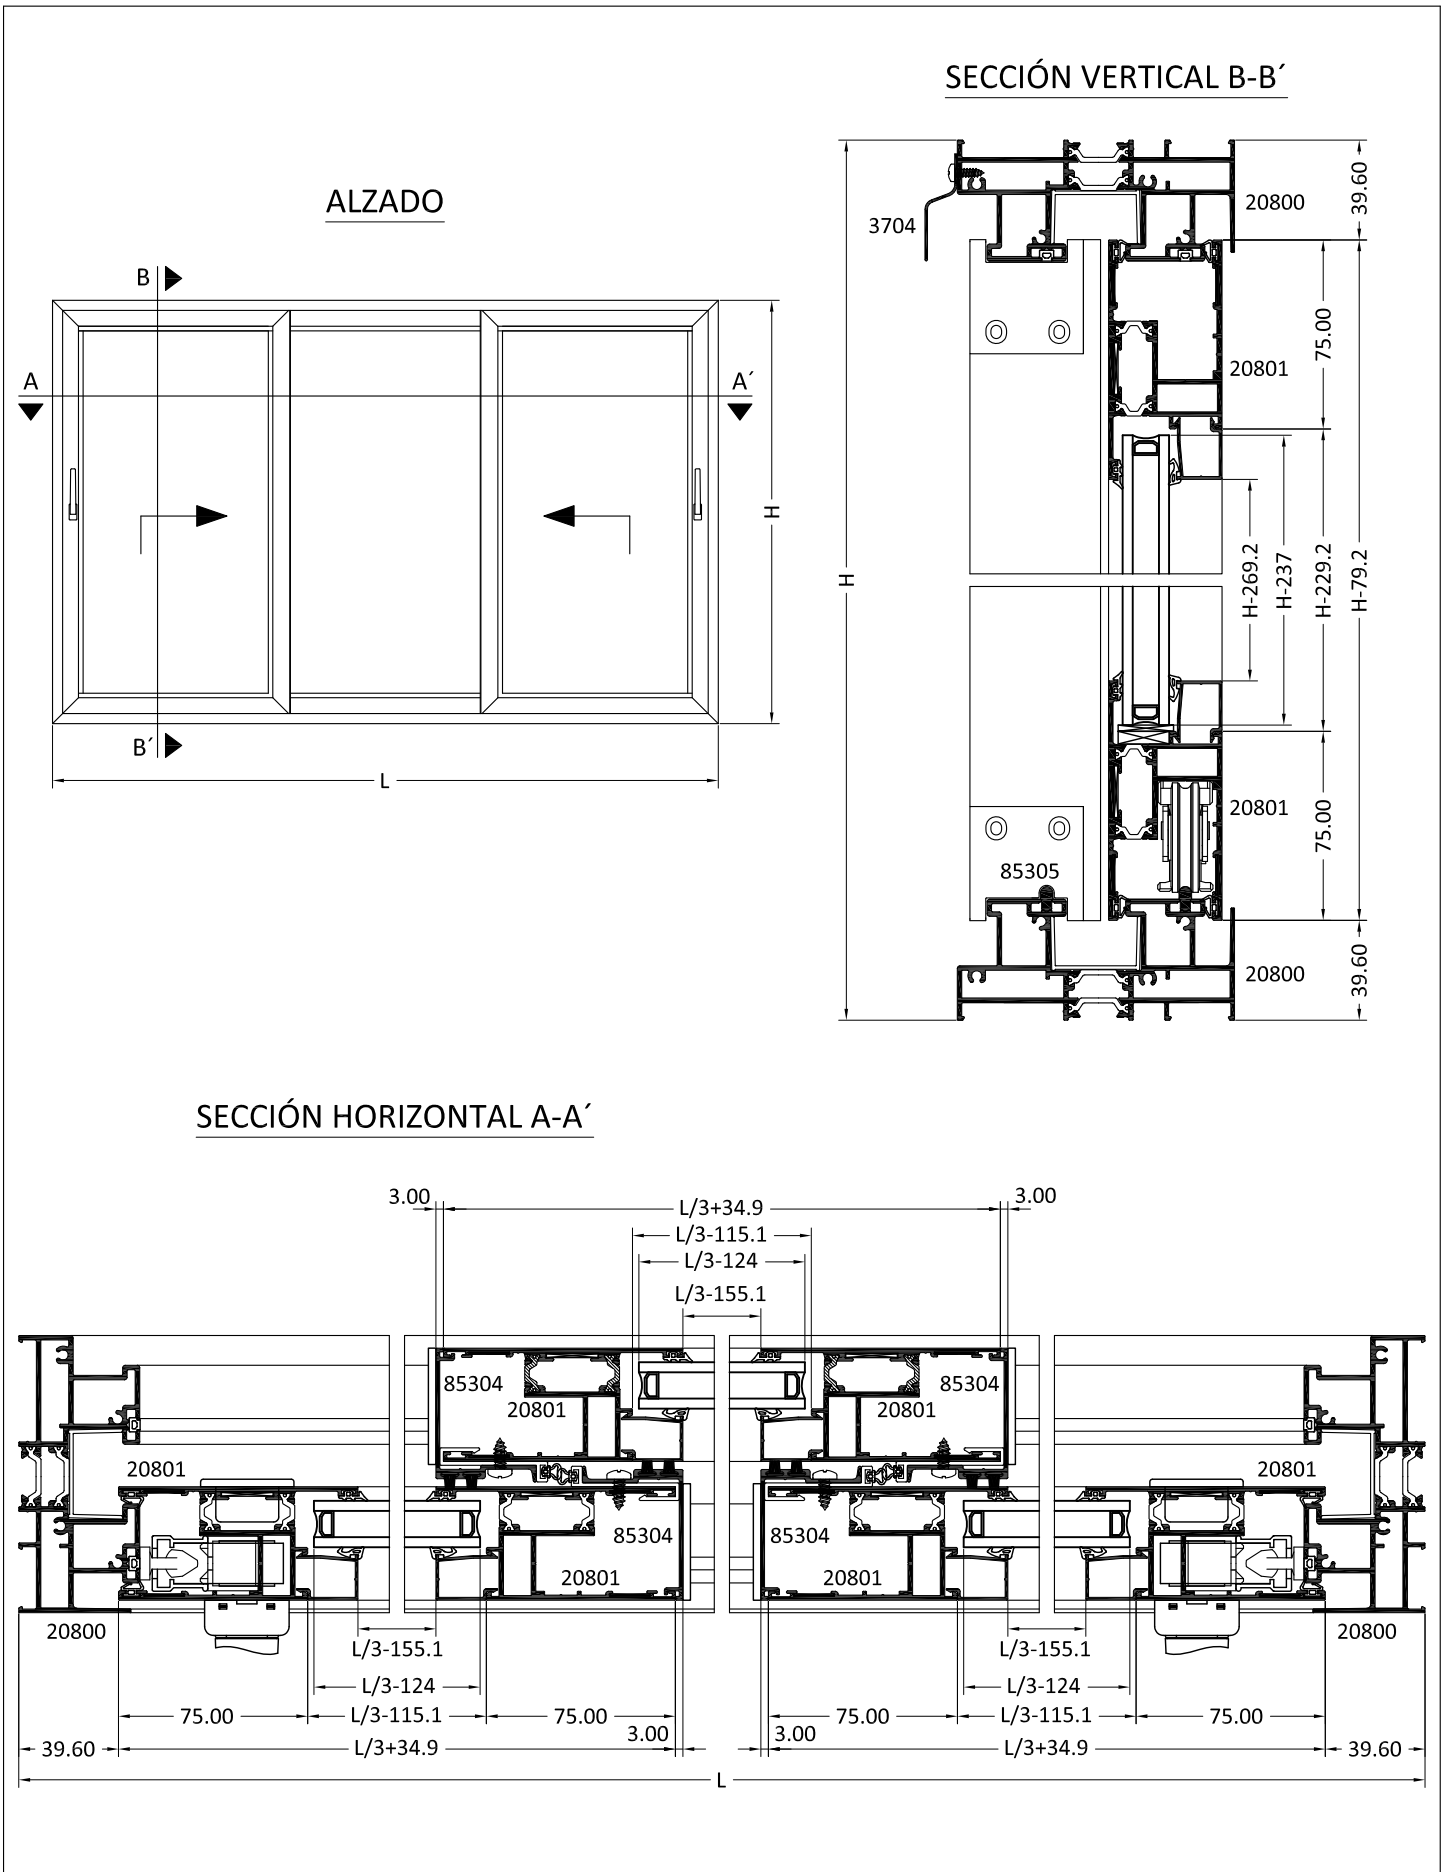 SECCIÓN VERTICAL B-B´
ALZADO
B
A
A´
B´
H
L
3704
20800
39.60
75.00
20801
H
H-269.2
H-237
H-229.2
H-79.2
20801
75.00
85305
20800
39.60
SECCIÓN HORIZONTAL A-A´
3.00
L/3+34.9
3.00
L/3-115.1
L/3-124
L/3-155.1
85304
20801
85304
20801
20801
20801
85304
85304
20801
20801
20800
20800
L/3-155.1
L/3-155.1
L/3-124
L/3-124
75.00
L/3-115.1
75.00
75.00
L/3-115.1
75.00
3.00
3.00
39.60
L/3+34.9
L/3+34.9
39.60
L